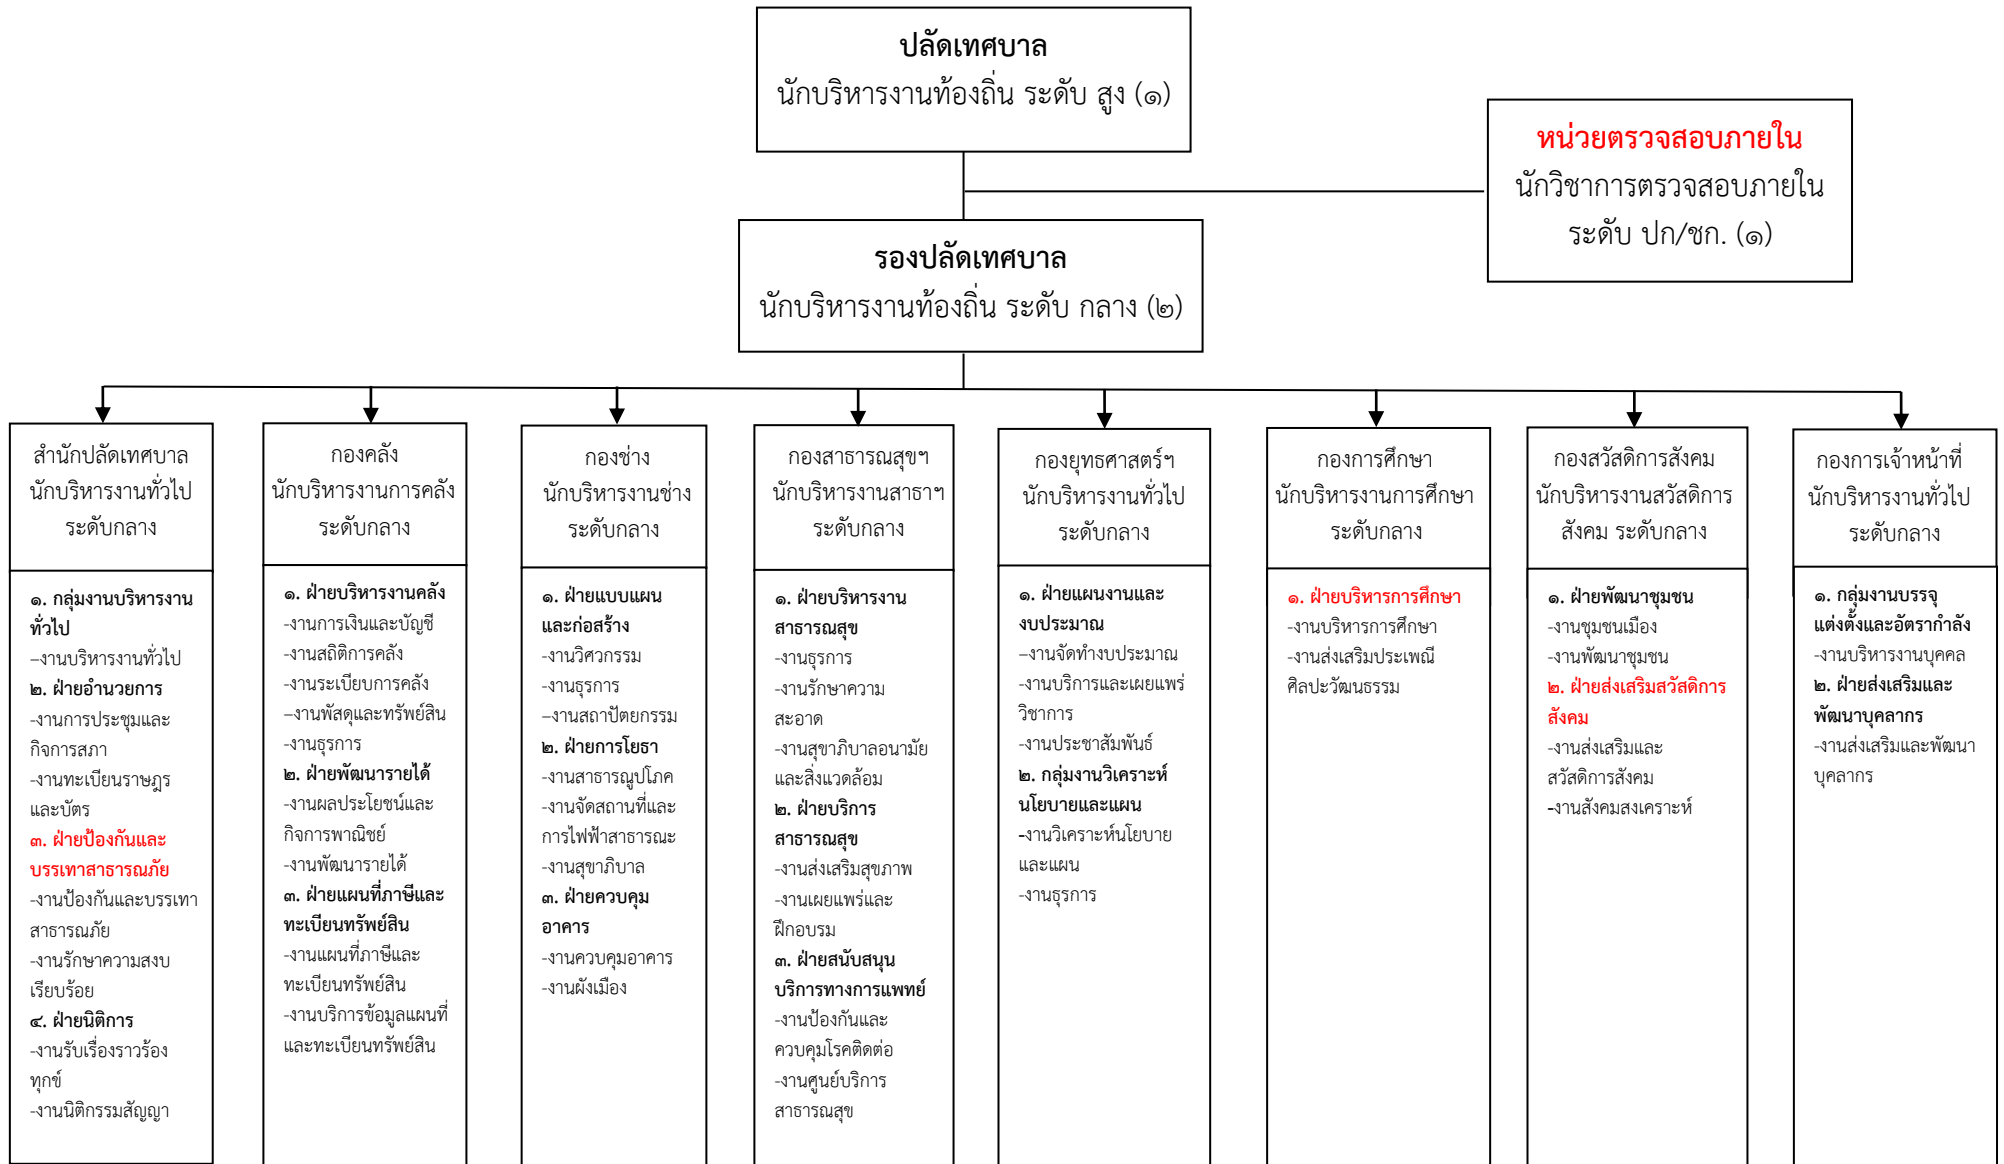 ปลัดเทศบาล
นักบริหารงานท้องถิ่น ระดับ สูง (๑)
หน่วยตรวจสอบภายใน
นักวิชาการตรวจสอบภายใน
ระดับ ปก/ชก. (๑)
รองปลัดเทศบาล
นักบริหารงานท้องถิ่น ระดับ กลาง (๒)
สำนักปลัดเทศบาล
นักบริหารงานทั่วไป
ระดับกลาง
๑. กลุ่มงานบริหารงาน
ทั่วไป
–งานบริหารงานทั่วไป
๒. ฝ่ายอำนวยการ
-งานการประชุมและ
กิจการสภา
-งานทะเบียนราษฎร
และบัตร
๓. ฝ่ายป้องกันและ
บรรเทาสาธารณภัย
-งานป้องกันและบรรเทา
สาธารณภัย
-งานรักษาความสงบ
เรียบร้อย
๔. ฝ่ายนิติการ
-งานรับเรื่องราวร้อง
ทุกข์
-งานนิติกรรมสัญญา
กองคลัง
นักบริหารงานการคลัง
ระดับกลาง
๑. ฝ่ายบริหารงานคลัง
-งานการเงินและบัญชี
-งานสถิติการคลัง
-งานระเบียบการคลัง
–งานพัสดุและทรัพย์สิน
-งานธุรการ
๒. ฝ่ายพัฒนารายได้
-งานผลประโยชน์และ
กิจการพาณิชย์
-งานพัฒนารายได้
๓. ฝ่ายแผนที่ภาษีและ
ทะเบียนทรัพย์สิน
-งานแผนที่ภาษีและ
ทะเบียนทรัพย์สิน
-งานบริการข้อมูลแผนที่
และทะเบียนทรัพย์สิน
กองช่าง
นักบริหารงานช่าง
ระดับกลาง
๑. ฝ่ายแบบแผน
และก่อสร้าง
-งานวิศวกรรม
-งานธุรการ
–งานสถาปัตยกรรม
๒. ฝ่ายการโยธา
-งานสาธารณูปโภค
-งานจัดสถานที่และ
การไฟฟ้าสาธารณะ
-งานสุขาภิบาล
๓. ฝ่ายควบคุม
อาคาร
-งานควบคุมอาคาร
-งานผังเมือง
กองสาธารณสุขฯ
นักบริหารงานสาธาฯ
ระดับกลาง
๑. ฝ่ายบริหารงาน
สาธารณสุข
-งานธุรการ
-งานรักษาความ
สะอาด
-งานสุขาภิบาลอนามัย
และสิ่งแวดล้อม
๒. ฝ่ายบริการ
สาธารณสุข
-งานส่งเสริมสุขภาพ
-งานเผยแพร่และ
ฝึกอบรม
๓. ฝ่ายสนับสนุน
บริการทางการแพทย์
-งานป้องกันและ
ควบคุมโรคติดต่อ
-งานศูนย์บริการ
สาธารณสุข
กองยุทธศาสตร์ฯ
นักบริหารงานทั่วไป
ระดับกลาง
๑. ฝ่ายแผนงานและ
งบประมาณ
–งานจัดทำงบประมาณ
-งานบริการและเผยแพร่
วิชาการ
-งานประชาสัมพันธ์
๒. กลุ่มงานวิเคราะห์
นโยบายและแผน
-งานวิเคราะห์นโยบาย
และแผน
-งานธุรการ
กองการศึกษา
นักบริหารงานการศึกษา
ระดับกลาง
๑. ฝ่ายบริหารการศึกษา
-งานบริหารการศึกษา
-งานส่งเสริมประเพณี
ศิลปะวัฒนธรรม
กองสวัสดิการสังคม
นักบริหารงานสวัสดิการ
สังคม ระดับกลาง
๑. ฝ่ายพัฒนาชุมชน
-งานชุมชนเมือง
-งานพัฒนาชุมชน
๒. ฝ่ายส่งเสริมสวัสดิการ
สังคม
-งานส่งเสริมและ
สวัสดิการสังคม
-งานสังคมสงเคราะห์
กองการเจ้าหน้าที่
นักบริหารงานทั่วไป
ระดับกลาง
๑. กลุ่มงานบรรจุ
แต่งตั้งและอัตรากำลัง
-งานบริหารงานบุคคล
๒. ฝ่ายส่งเสริมและ
พัฒนาบุคลากร
-งานส่งเสริมและพัฒนา
บุคลากร